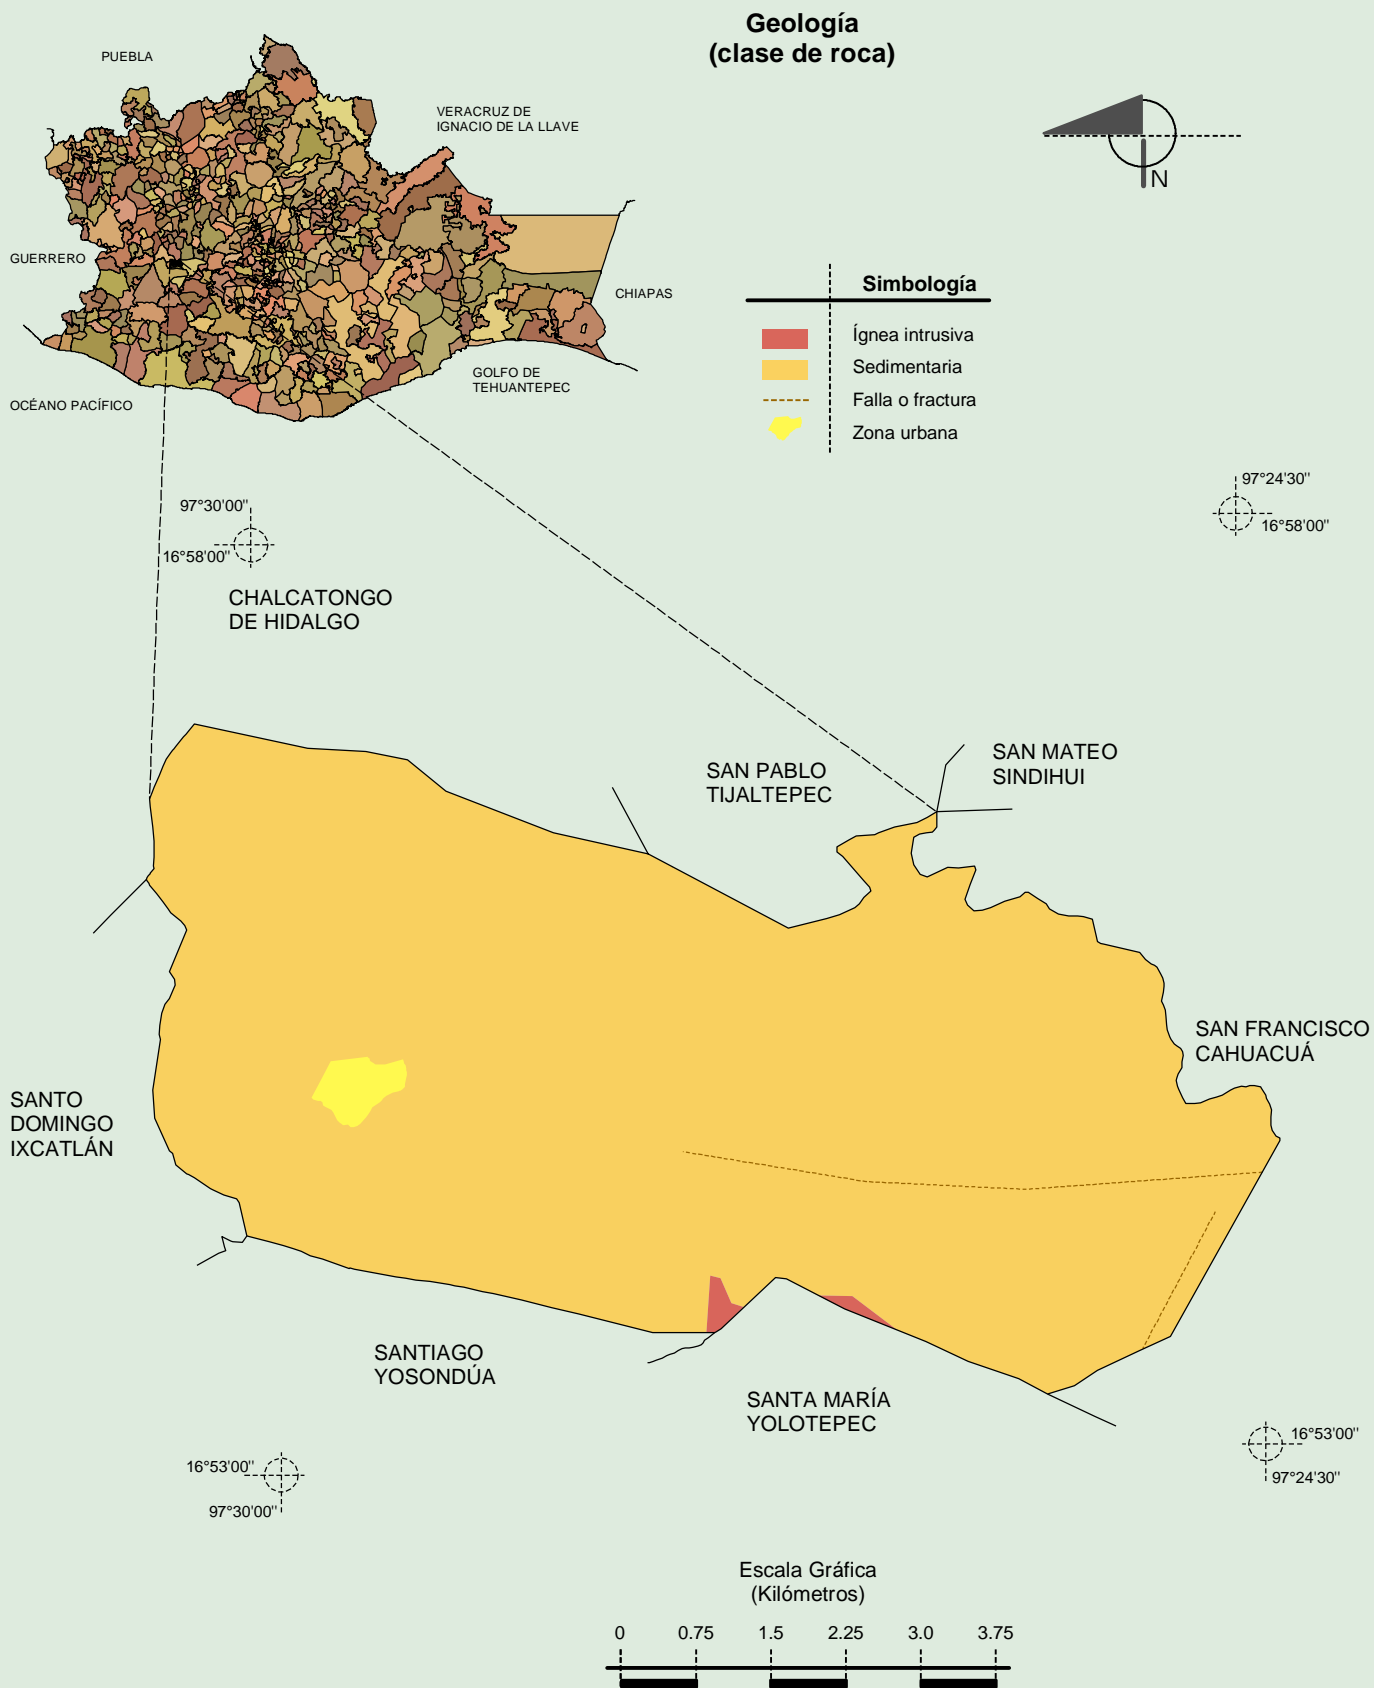 Geología
(clase de roca)
PUEBLA
VERACRUZ DE
IGNACIO DE LA LLAVE
N
GUERRERO
CHIAPAS
GOLFO DE
TEHUANTEPEC
OCÉANO PACÍFICO
Simbología
Ígnea intrusiva
Sedimentaria
Falla o fractura
Zona urbana
97°30'00"
16°58'00"
97°24'30"
16°58'00"
CHALCATONGO
DE HIDALGO
SAN PABLO
TIJALTEPEC
SAN MATEO
SINDIHUI
SAN FRANCISCO
CAHUACUÁ
SANTO
DOMINGO
IXCATLÁN
SANTIAGO
YOSONDÚA
SANTA MARÍA
YOLOTEPEC
16°53'00"
97°30'00"
16°53'00"
97°24'30"
Escala Gráfica
(Kilómetros)
0 0.75 1.5 2.25 3.0 3.75